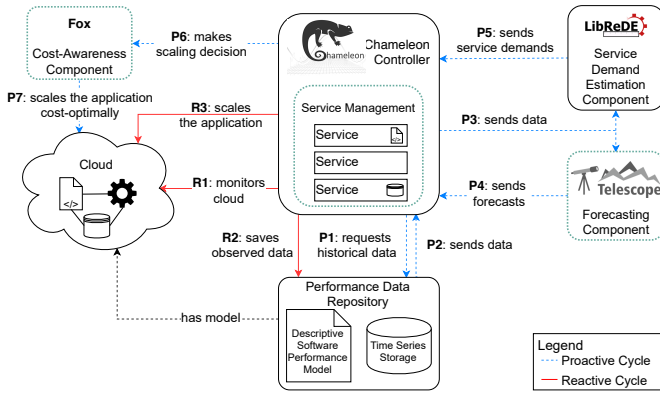 Fox
Cost-Awareness
Component
P6: makes
scaling decision
Chameleon
Chameleon
Controller
P5: sends
service demands
LibReDE
Service
Demand
Estimation
Component
P7: scales the application
cost-optimally
R3: scales
the application
Service Management
Service
</>
Service
Service
P3: sends data
Cloud
</>
R1: monitors
cloud
P4: sends
forecasts
Telescope
Forecasting
Component
R2: saves
observed data
P1: requests
historical data
P2: sends data
Performance Data
Repository
has model
Descriptive
Software
Performance
Model
Time Series
Storage
Legend
Proactive Cycle
Reactive Cycle